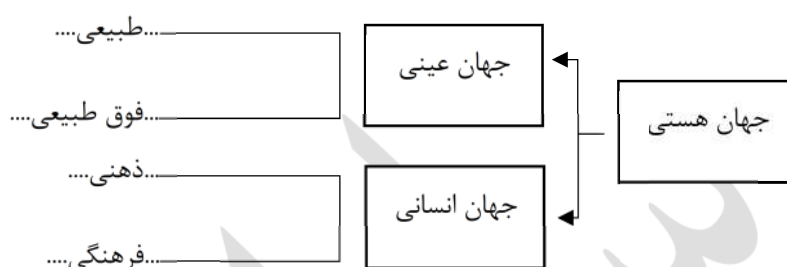 جهان هستی
جهان عینی
...طبیعی....
...فوق طبیعی....
جهان انسانی
...ذهنی....
...فرهنگی....